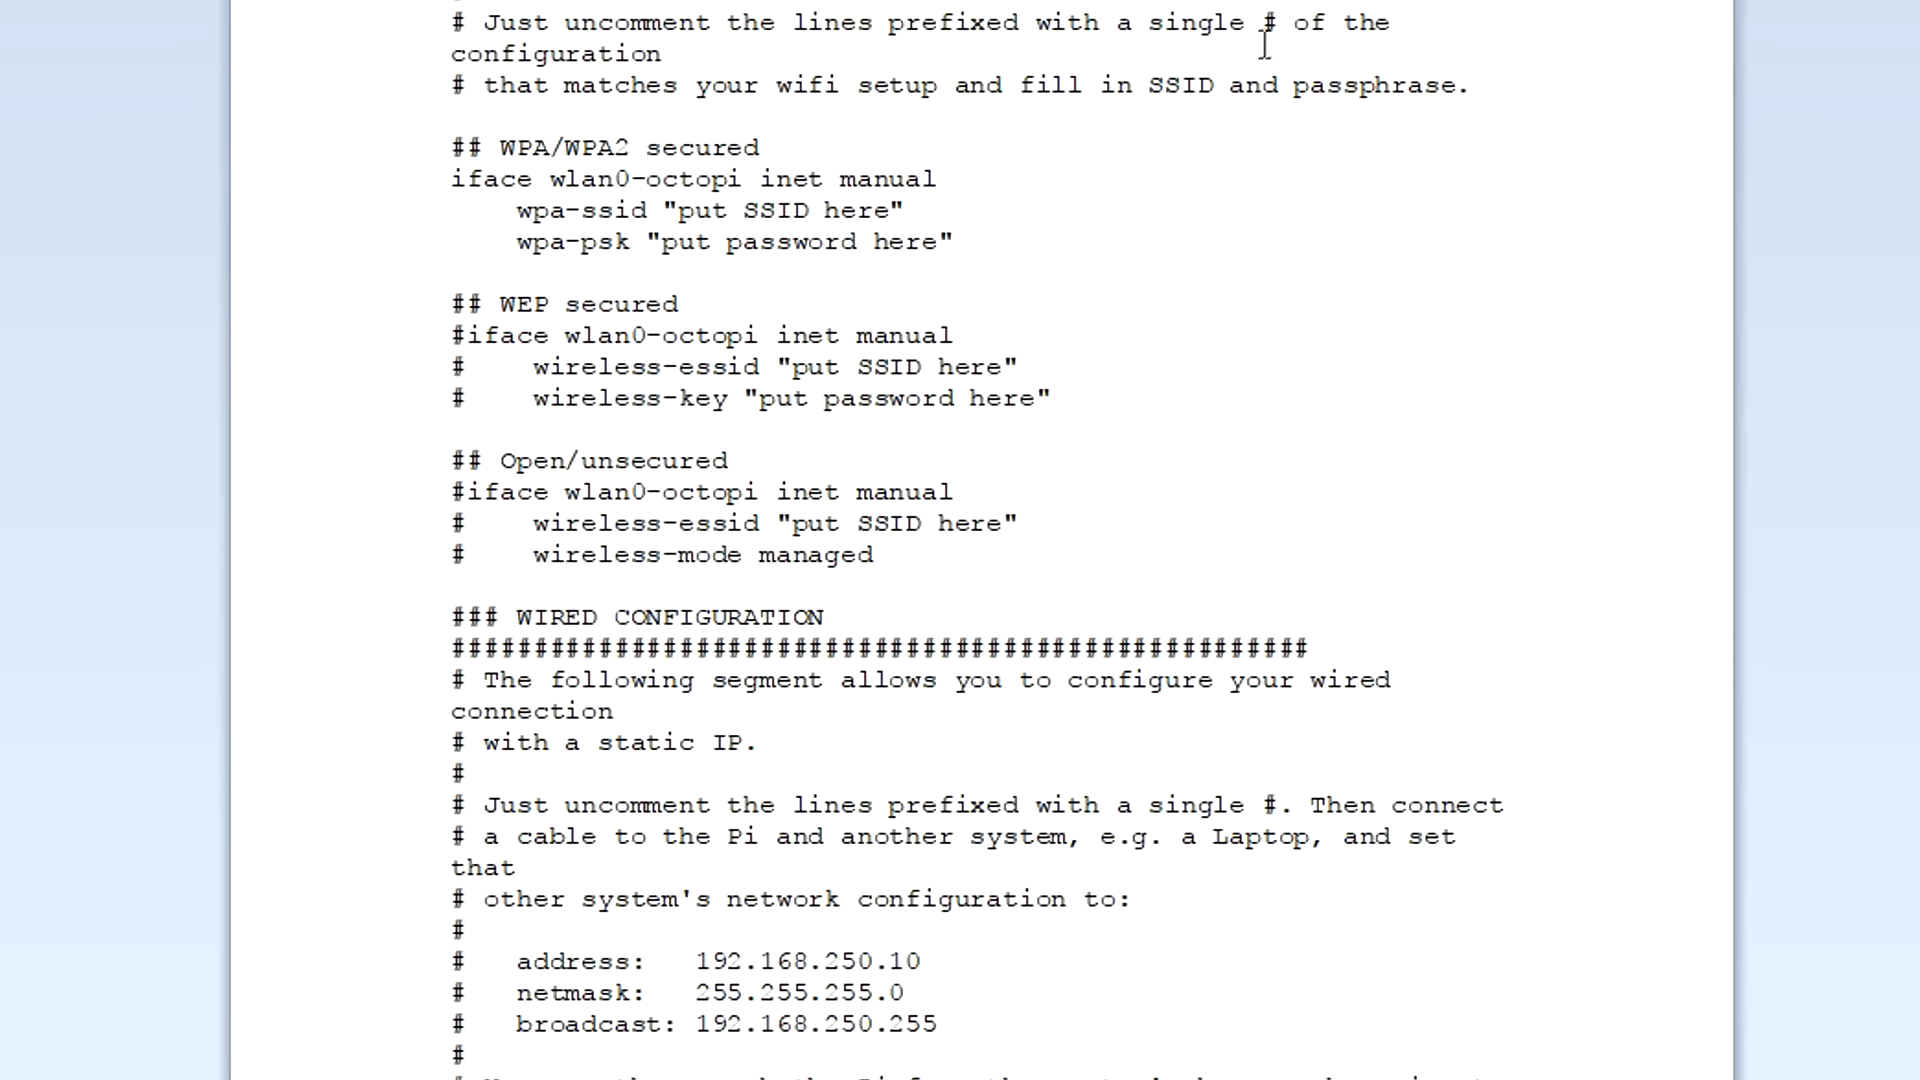 # Just uncomment the lines prefixed with a single # of the
configuration
# that matches your wifi setup and fill in SSID and passphrase.
## WPA/WPA2 secured
iface wlan0-octopi inet manual
wpa-ssid "put SSID here"
wpa-psk "put password here"
## WEP secured
#iface wlan0-octopi inet manual
#    wireless-essid "put SSID here"
#    wireless-key "put password here"
## Open/unsecured
#iface wlan0-octopi inet manual
#    wireless-essid "put SSID here"
#    wireless-mode managed
### WIRED CONFIGURATION
#####################################################
# The following segment allows you to configure your wired
connection
# with a static IP.
#
# Just uncomment the lines prefixed with a single #. Then connect
# a cable to the Pi and another system, e.g. a Laptop, and set
that
# other system's network configuration to:
#
#   address:   192.168.250.10
#   netmask:   255.255.255.0
#   broadcast: 192.168.250.255
#